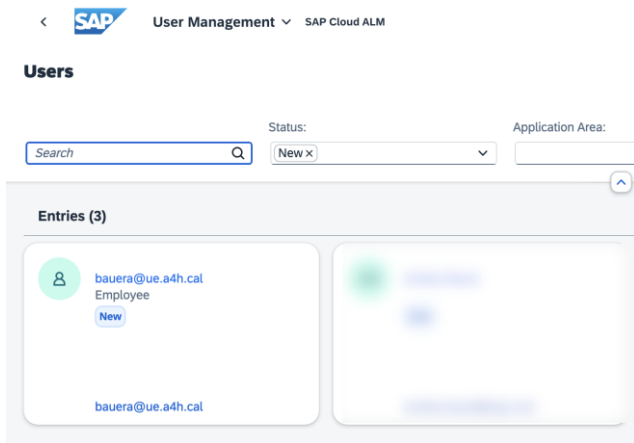 SAP User Management SAP Cloud ALM
Users
Status:
Application Area:
Search
New
Entries (3)
bauera@ue.a4h.cal
Employee
New
bauera@ue.a4h.cal